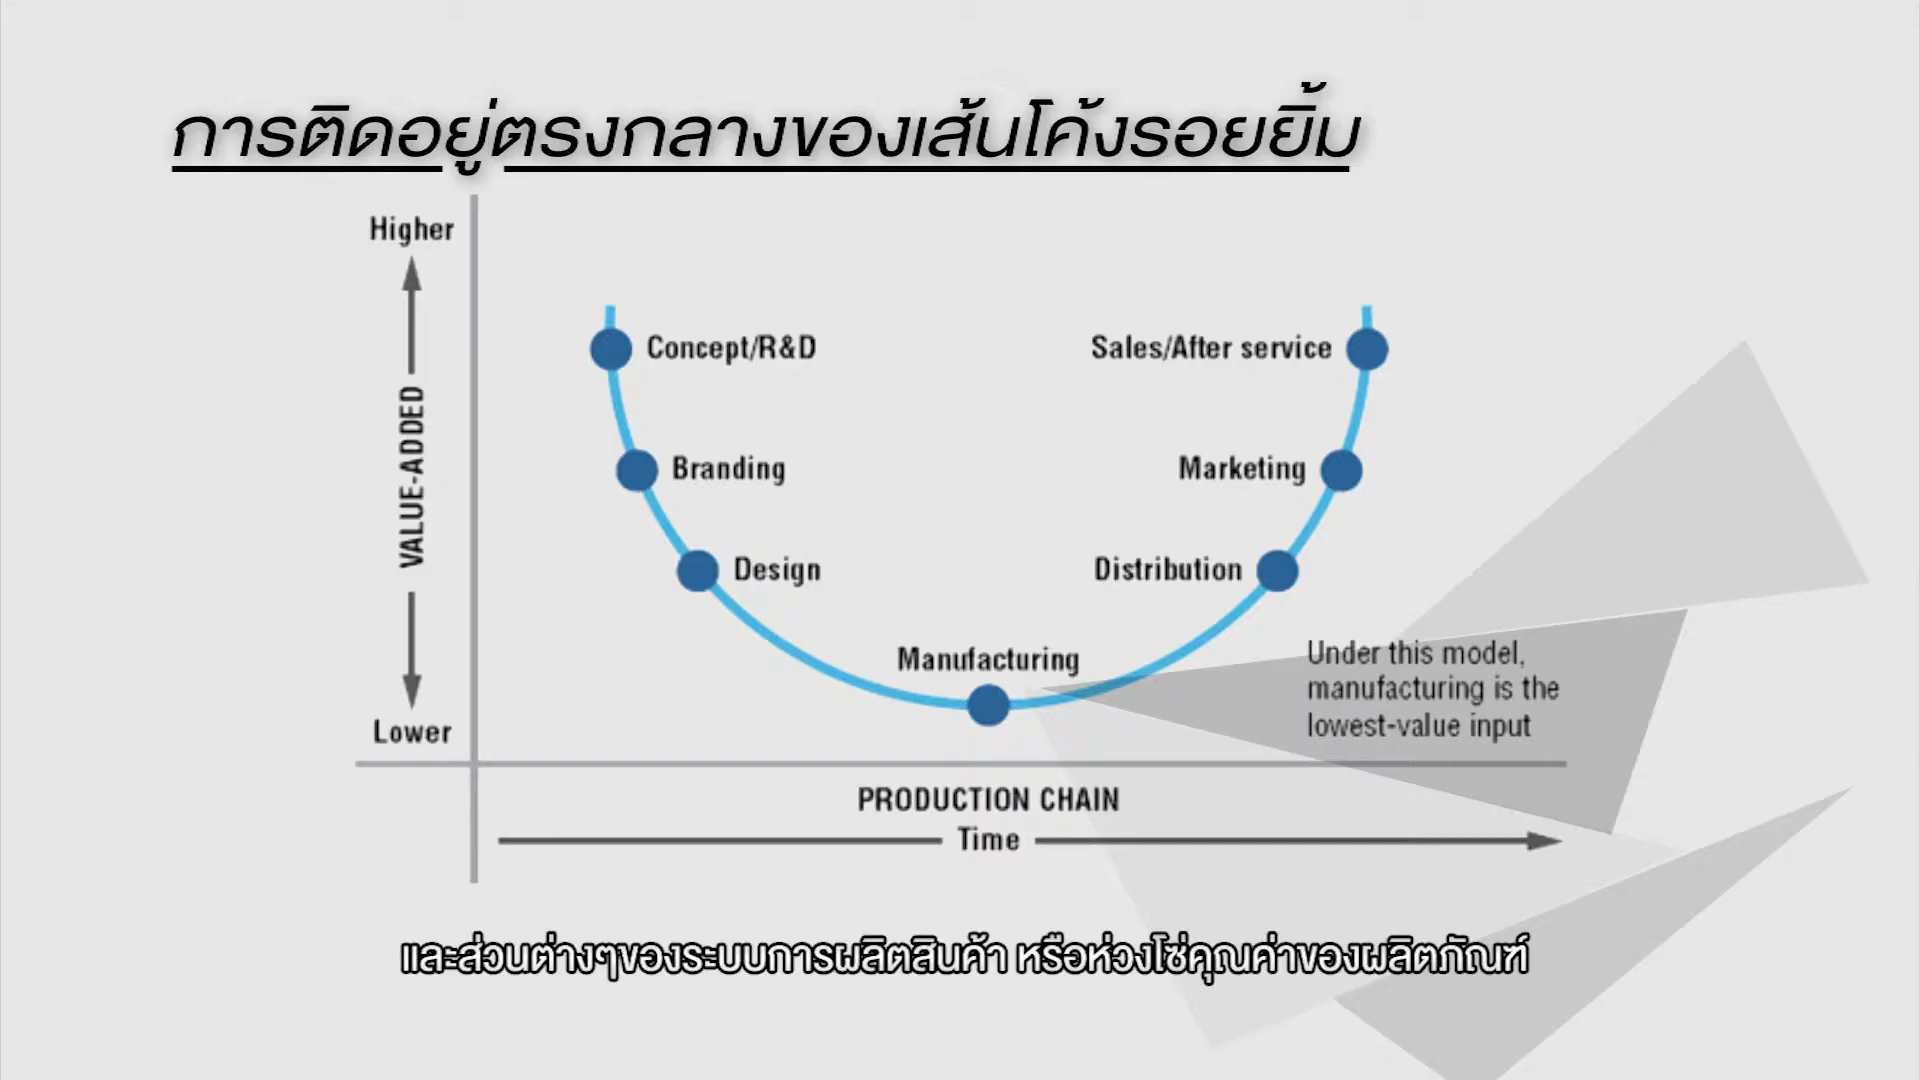 การติดอยู่ตรงกลางของเส้นโค้งรอยยิ้ม
Higher
VALUE-ADDED
Lower
Concept/R&D
Branding
Design
Manufacturing
Sales/After service
Marketing
Distribution
Under this model,
manufacturing is the
lowest-value input
PRODUCTION CHAIN
Time
และส่วนต่างๆของระบบการผลิตสินค้า หรือห่วงโซ่คุณค่าของผลิตภัณฑ์